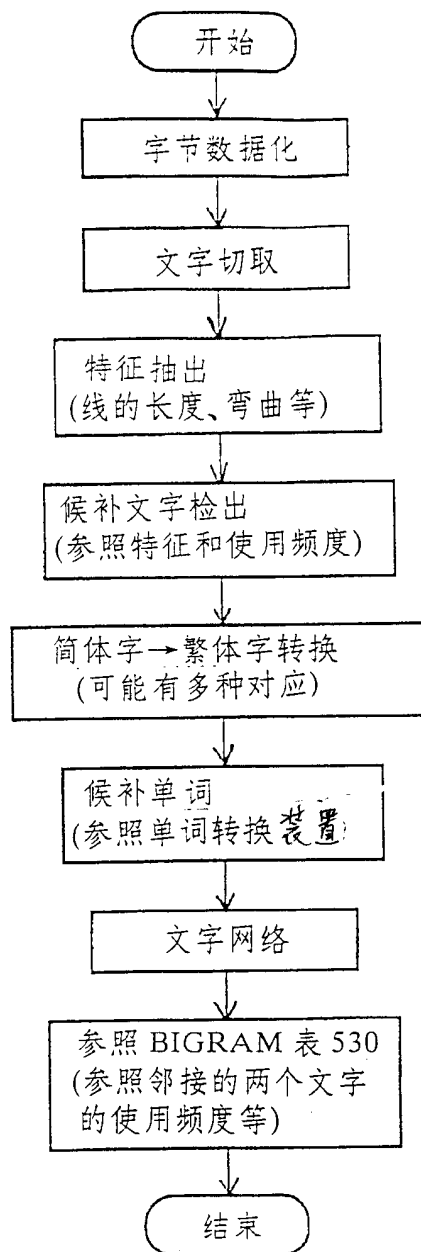 开始
字节数据化
文字切取
特征抽出
(线的长度、弯曲等)
候补文字检出
(参照特征和使用频度)
简体字→繁体字转换
(可能有多种对应)
候补单词
(参照单词转换装置)
文字网络
参照 BIGRAM 表 530
(参照邻接的两个文字
的使用频度等)
结束